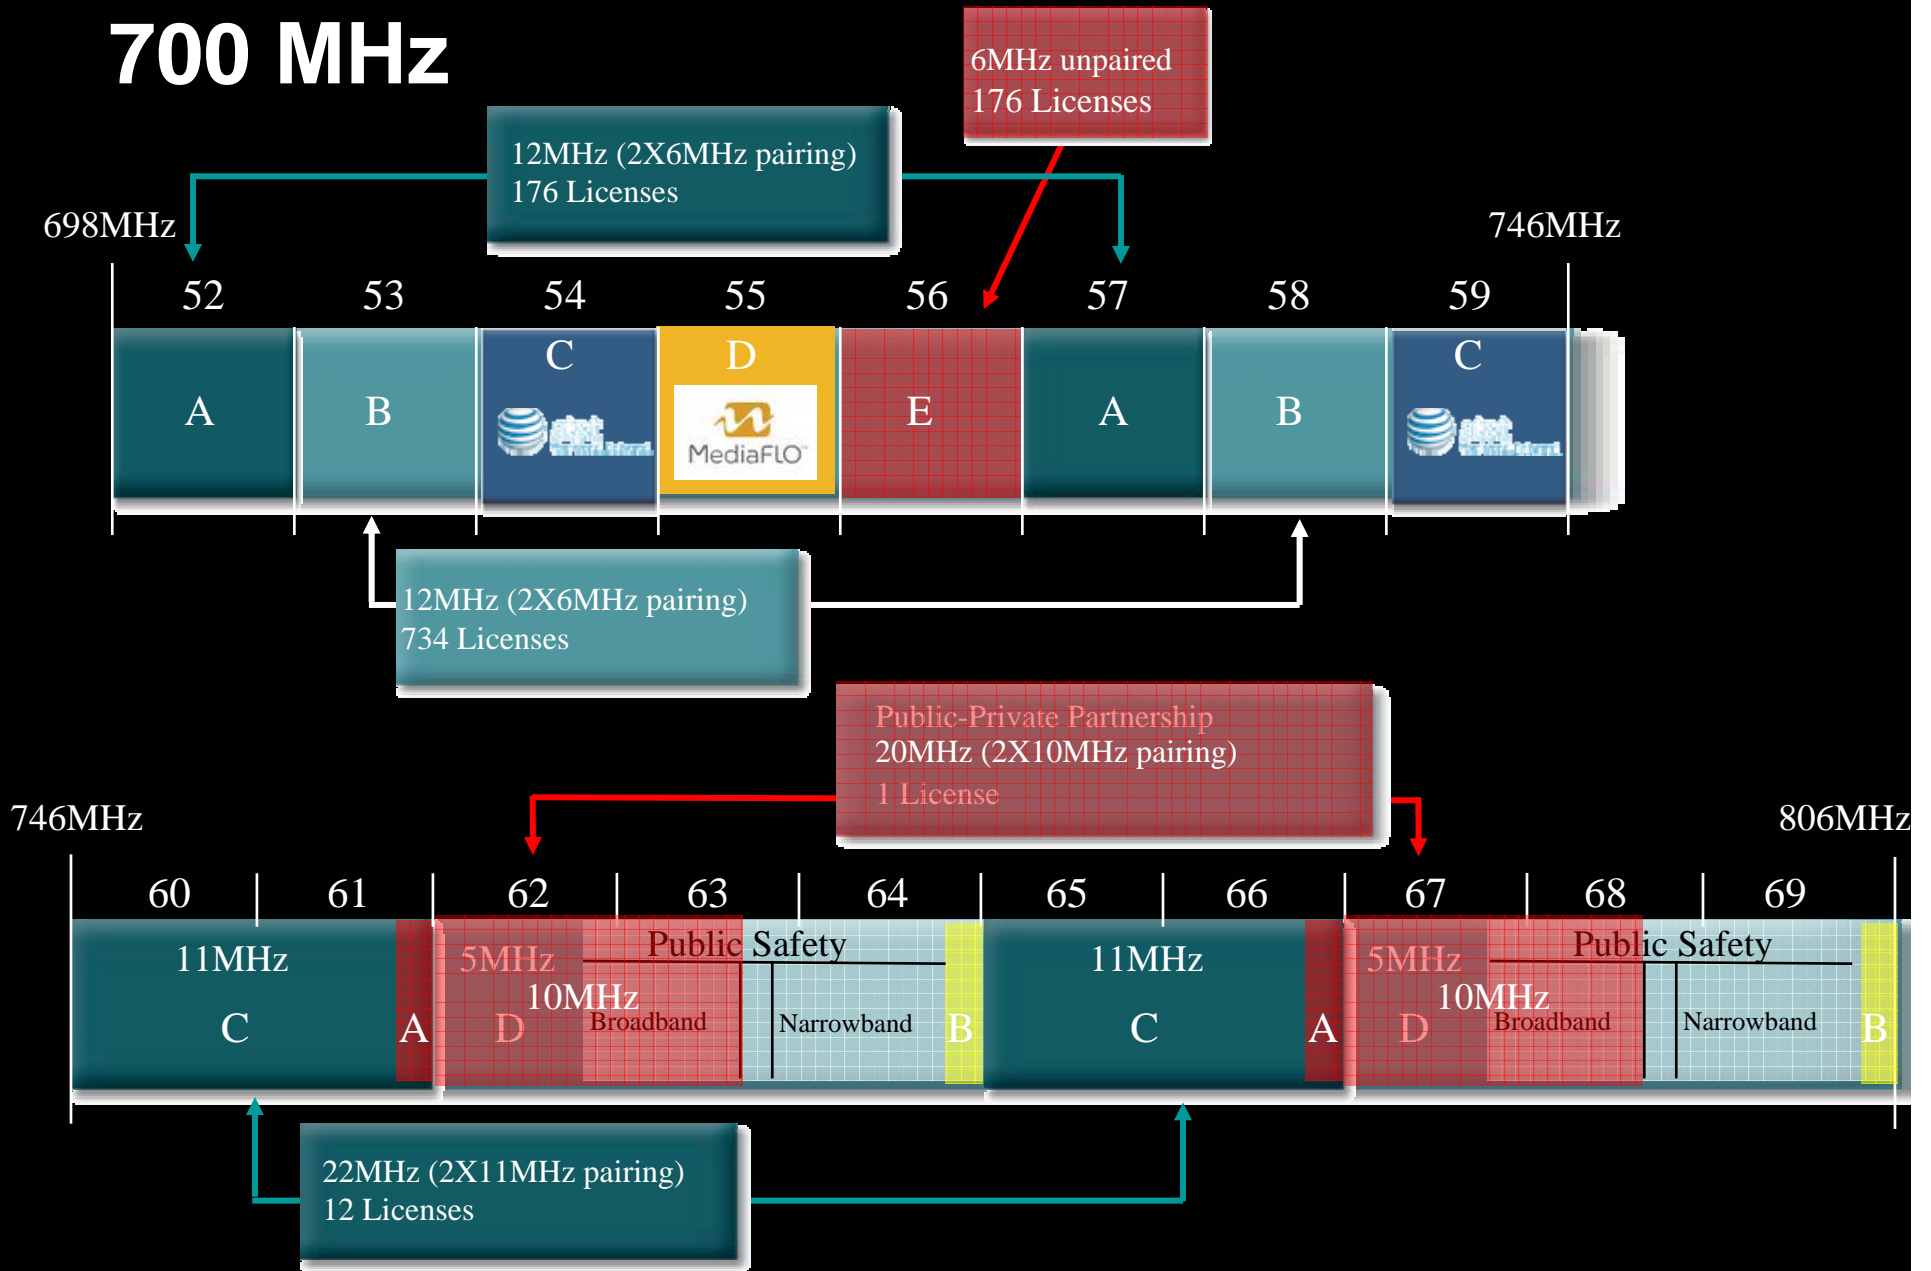 700 MHz
6MHz unpaired
176 Licenses
12MHz (2X6MHz pairing)
176 Licenses
698MHz
746MHz
52 53 54 55 56 57 58 59
A B C D E A B C
MediaFLO
12MHz (2X6MHz pairing)
734 Licenses
Public-Private Partnership
20MHz (2X10MHz pairing)
1 License
746MHz
806MHz
60 61 62 63 64 65 66 67 68 69
11MHz 5MHz Public Safety 11MHz 5MHz Public Safety
10MHz 10MHz
C A D Broadband Narrowband B C A D Broadband Narrowband B
22MHz (2X11MHz pairing)
12 Licenses